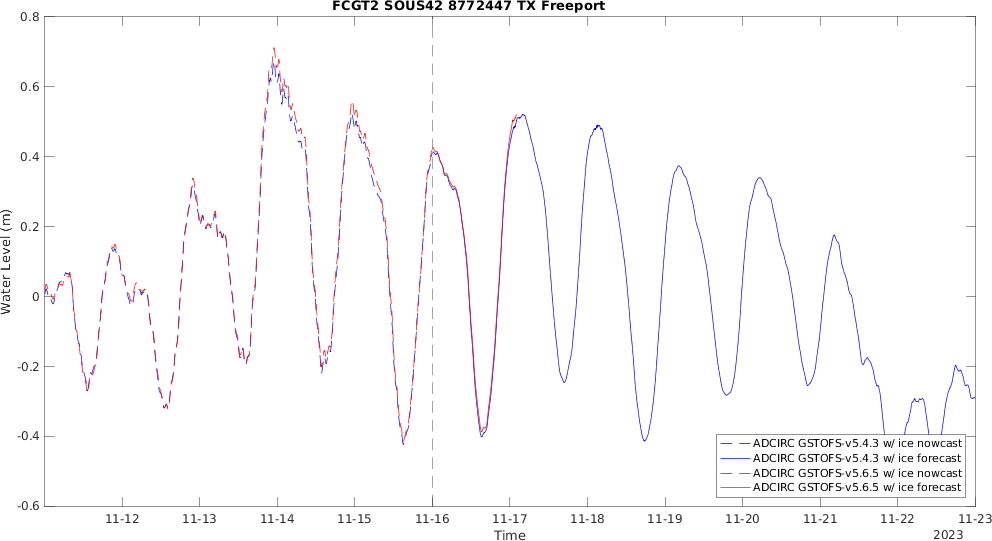 FCGT2 SOUS42 8772447 TX Freeport
0.8
0.6
0.4
0.2
0
-0.2
-0.4
-0.6
Water Level (m)
ADCIRC GSTOFS-v5.4.3 w/ ice nowcast
ADCIRC GSTOFS-v5.4.3 w/ ice forecast
ADCIRC GSTOFS-v5.6.5 w/ ice nowcast
ADCIRC GSTOFS-v5.6.5 w/ ice forecast
11-12 11-13 11-14 11-15 11-16 11-17 11-18 11-19 11-20 11-21 11-22 11-23
Time
2023